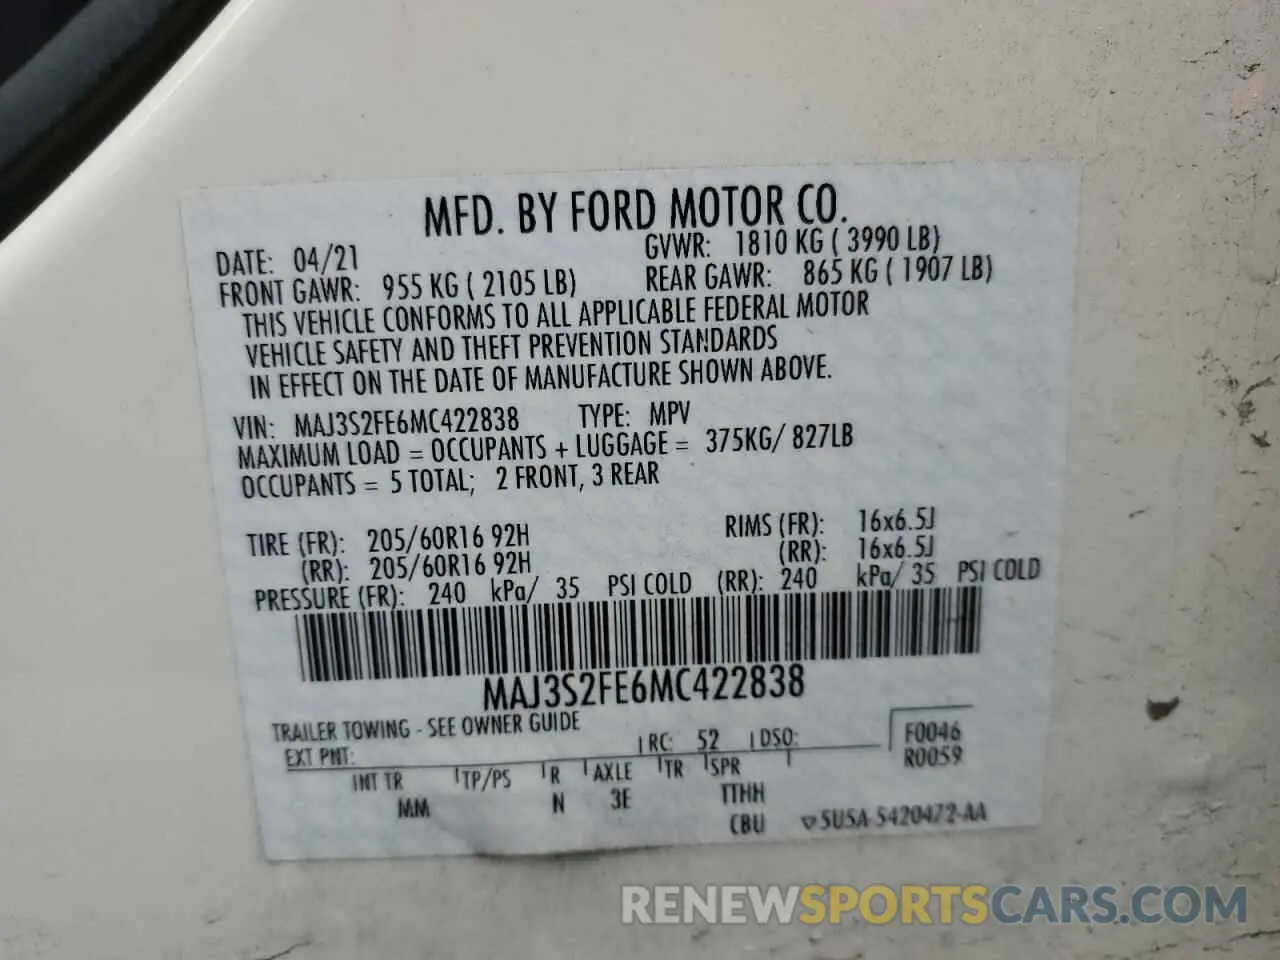 MFD. BY FORD MOTOR CO.
DATE: 04/21 GVWR: 1810 KG ( 3990 LB)
FRONT GAWR: 955 KG ( 2105 LB) REAR GAWR: 865 KG ( 1907 LB)
THIS VEHICLE CONFORMS TO ALL APPLICABLE FEDERAL MOTOR
VEHICLE SAFETY AND THEFT PREVENTION STANDARDS
IN EFFECT ON THE DATE OF MANUFACTURE SHOWN ABOVE.
VIN: MAJ3S2FE6MC422838 TYPE: MPV
MAXIMUM LOAD = OCCUPANTS + LUGGAGE = 375KG/ 827LB
OCCUPANTS = 5 TOTAL; 2 FRONT, 3 REAR
TIRE (FR): 205/60R16 92H RIMS (FR): 16x6.5J
(RR): 205/60R16 92H (RR): 16x6.5J
PRESSURE (FR): 240 kPa/ 35 PSI COLD (RR): 240 kPa/ 35 PSI COLD
MAJ3S2FE6MC422838
TRAILER TOWING - SEE OWNER GUIDE
EXT PNT: RC: 52 DSO: F0046
R0059
INT TR TP/PS R AXLE TR SPR
MM N 3E TTHH
CBU 5U5A-5420472-AA
RENEWSPORTSCARS.COM